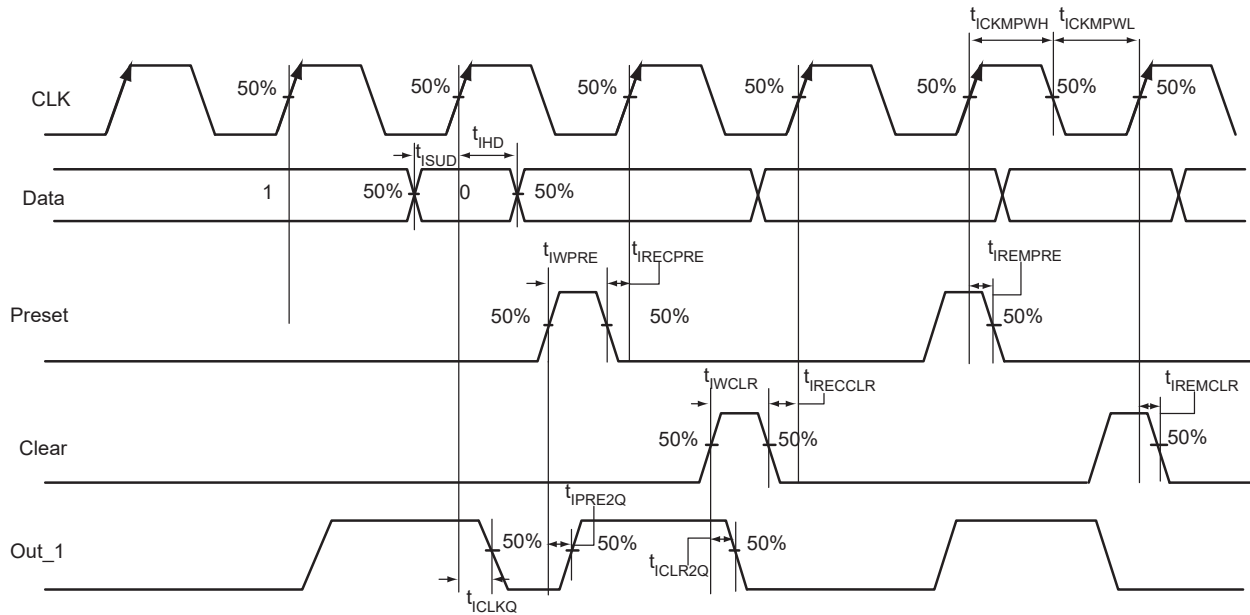 tICKMPWH tICKMPWL
CLK 50% 50% 50% 50% 50% 50% 50%
tISUD tIHD
Data 1 50% 0 50%
tIWPRE tIRECPRE tIREMPRE
Preset 50% 50% 50%
tIWCLR tIRECCLR tIREMCLR
Clear 50% 50% 50%
tIPRE2Q
Out_1 50% 50% 50%
tICLR2Q
tICLKQ